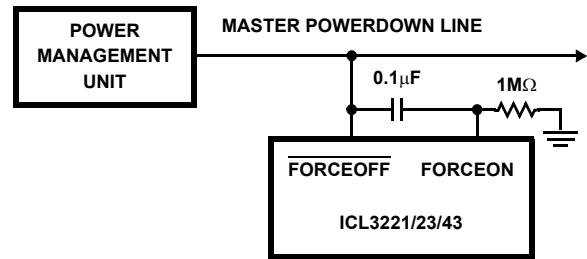 POWER
MANAGEMENT
UNIT
MASTER POWERDOWN LINE
0.1μF
1MΩ
FORCEOFF FORCEON
ICL3221/23/43